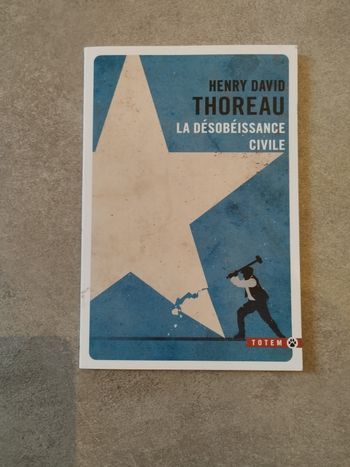 HENRY DAVID
THOREAU
LA DÉSOBÉISSANCE
CIVILE
TOTEM